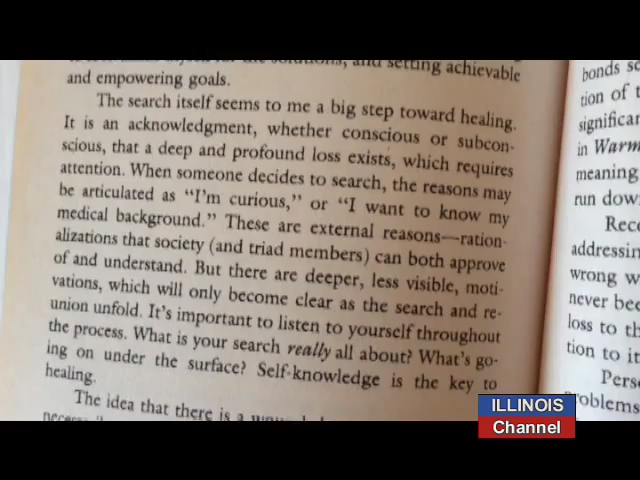 for the solutions, and setting achievable
and empowering goals.
The search itself seems to me a big step toward healing.
It is an acknowledgment, whether conscious or subcon-
scious, that a deep and profound loss exists, which requires
attention. When someone decides to search, the reasons may
be articulated as “I'm curious,” or “I want to know my
medical background.” These are external reasons—ration-
alizations that society (and triad members) can both approve
of and understand. But there are deeper, less visible, moti-
vations, which will only become clear as the search and re-
union unfold. It's important to listen to yourself throughout
the process. What is your search really all about? What's go-
ing on under the surface? Self-knowledge is the key to
healing.
The idea that there is a
bonds
tion of
significan
in Warm
meaning
run dow
Rec
addressin
wrong w
never bee
loss to th
tion to it
Pers
Problems
ILLINOIS
Channel